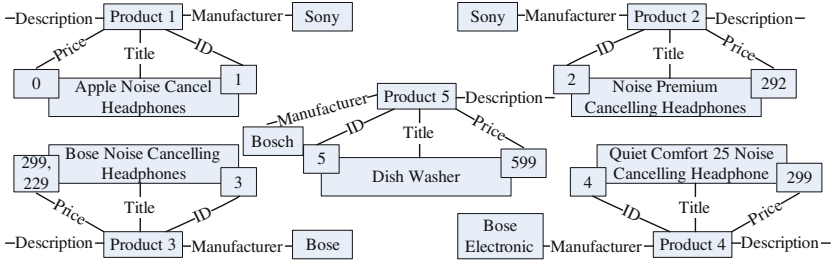 Description Product 1 Manufacturer Sony
Price Title ID
0 1
Apple Noise Cancel
Headphones
Sony Manufacturer Product 2 Description
ID Title Price
2 292
Noise Premium
Cancelling Headphones
Product 5 Description
Manufacturer
ID Title Price
Bosch
5 599
Dish Washer
Bose Noise Cancelling
Headphones
299,
229
3
Price Title ID
Description Product 3 Manufacturer Bose
Quiet Comfort 25 Noise
Cancelling Headphone
4 299
ID Title Price
Bose
Electronic
Manufacturer Product 4 Description